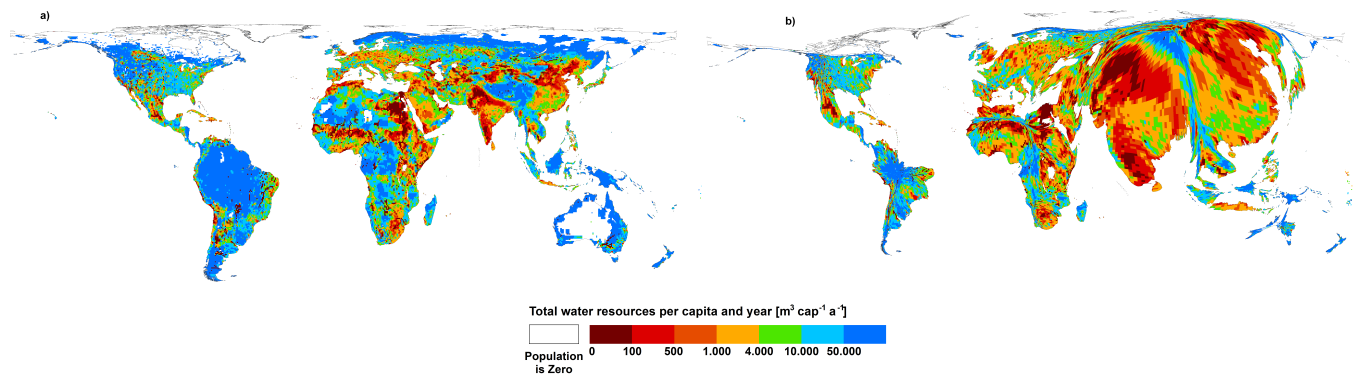 a)
b)
Total water resources per capita and year [m³ cap⁻¹ a⁻¹]
0 100 500 1.000 4.000 10.000 50.000
Population
is Zero